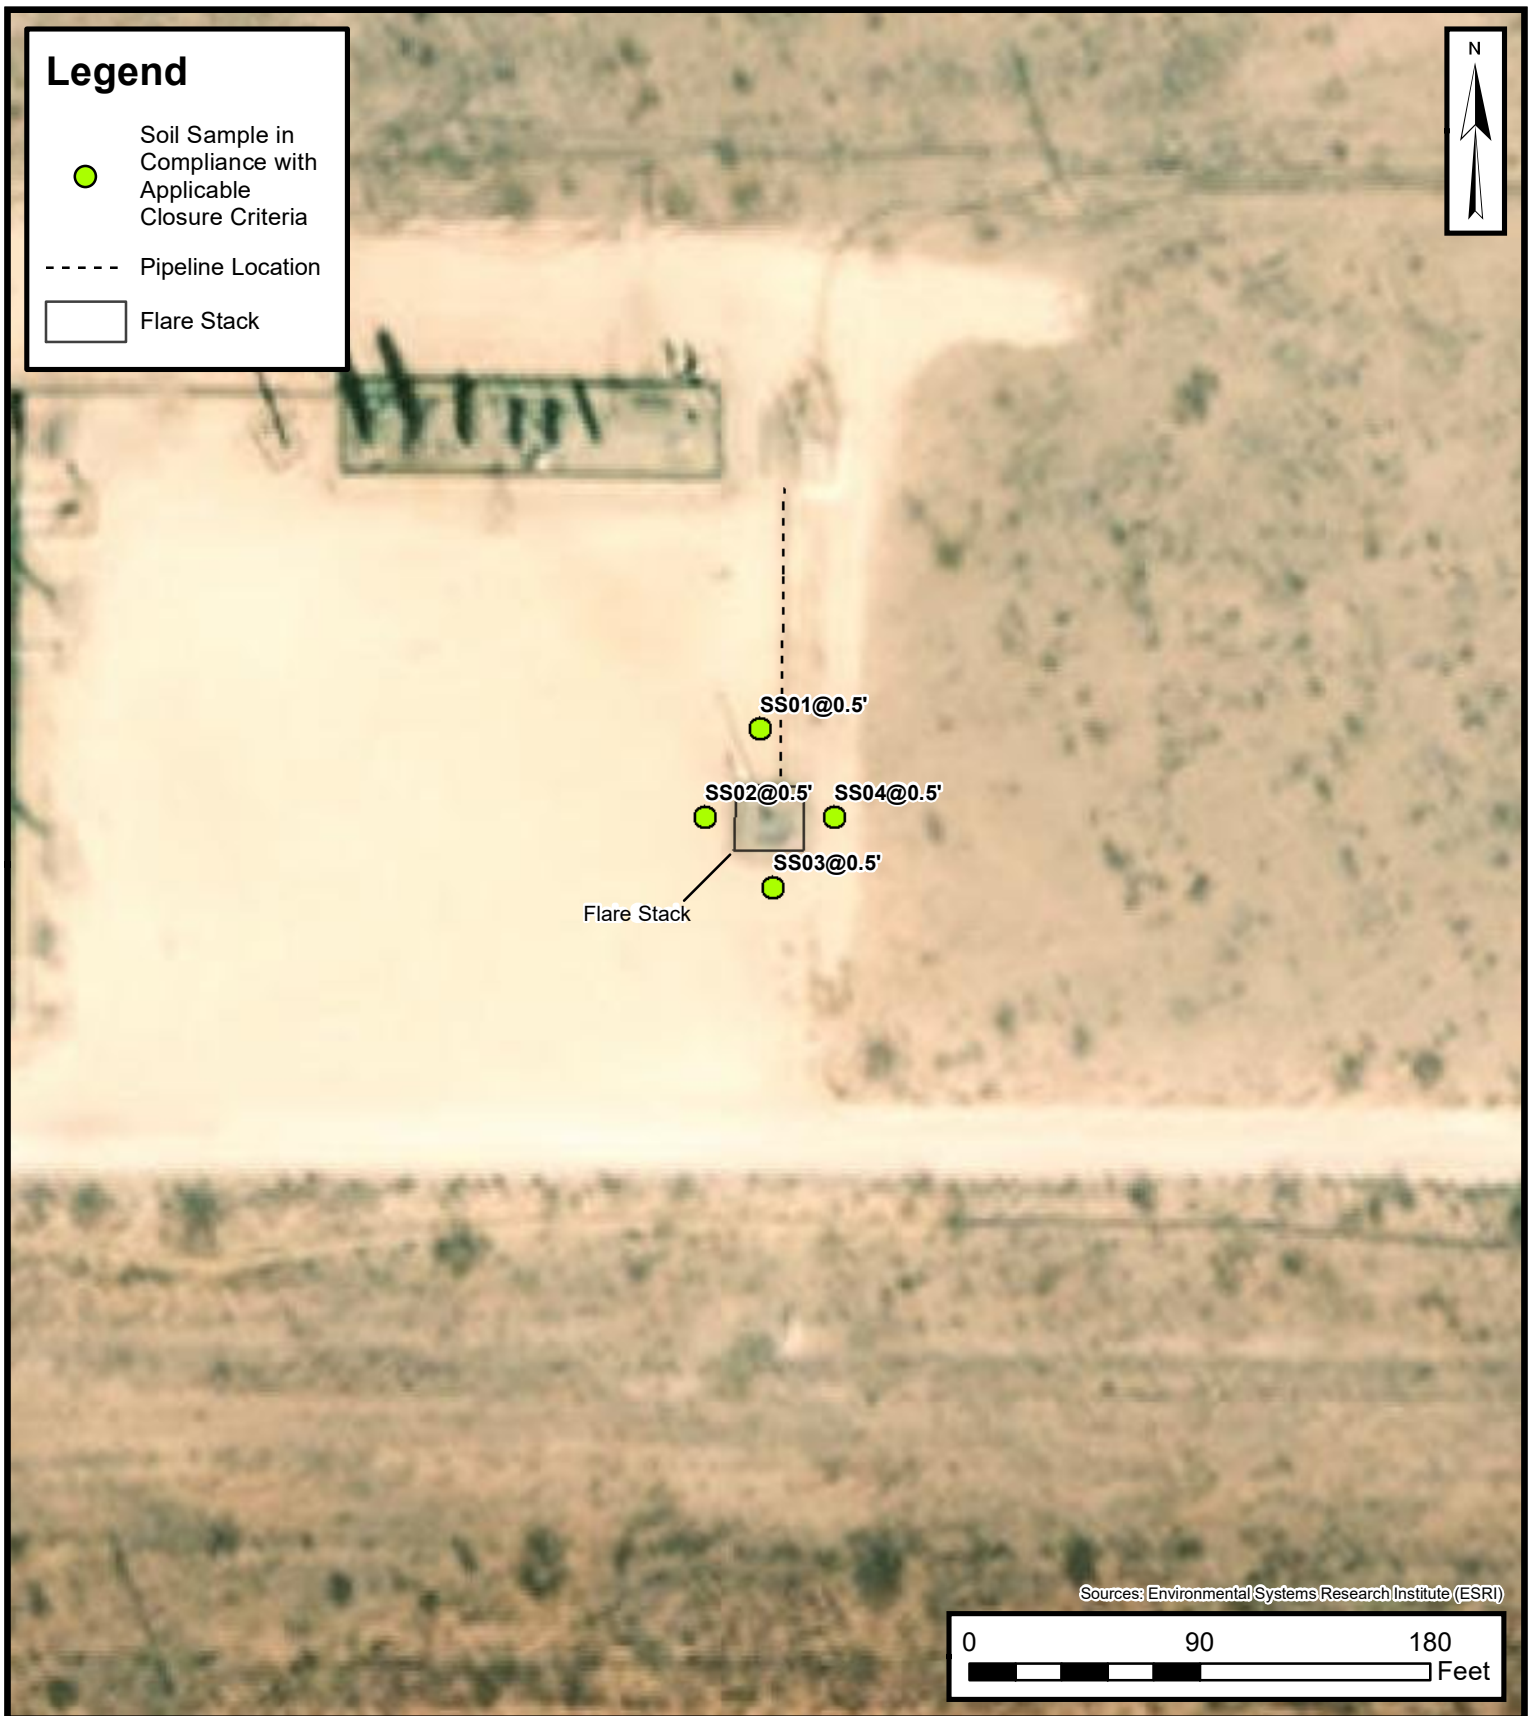 Legend
Soil Sample in
Compliance with
Applicable
Closure Criteria
Pipeline Location
Flare Stack
N
SS01@0.5'
SS02@0.5'
SS04@0.5'
SS03@0.5'
Flare Stack
Sources: Environmental Systems Research Institute (ESRI)
0 90 180
Feet